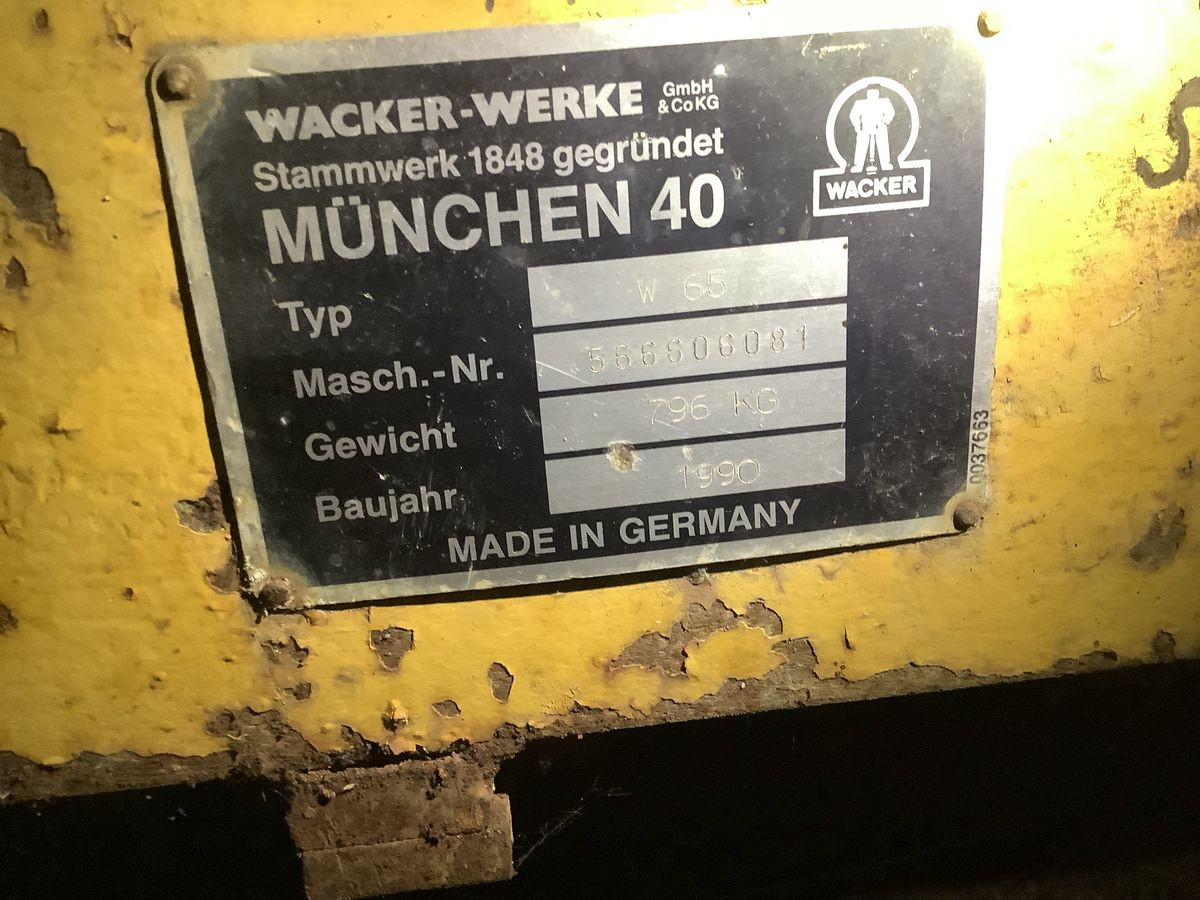 WACKER-WERKE GmbH & Co KG
Stammwerk 1848 gegründet
MÜNCHEN 40
WACKER
Typ W 65
Masch.-Nr. 566606081
Gewicht 796 KG
Baujahr 1990
MADE IN GERMANY
0037663